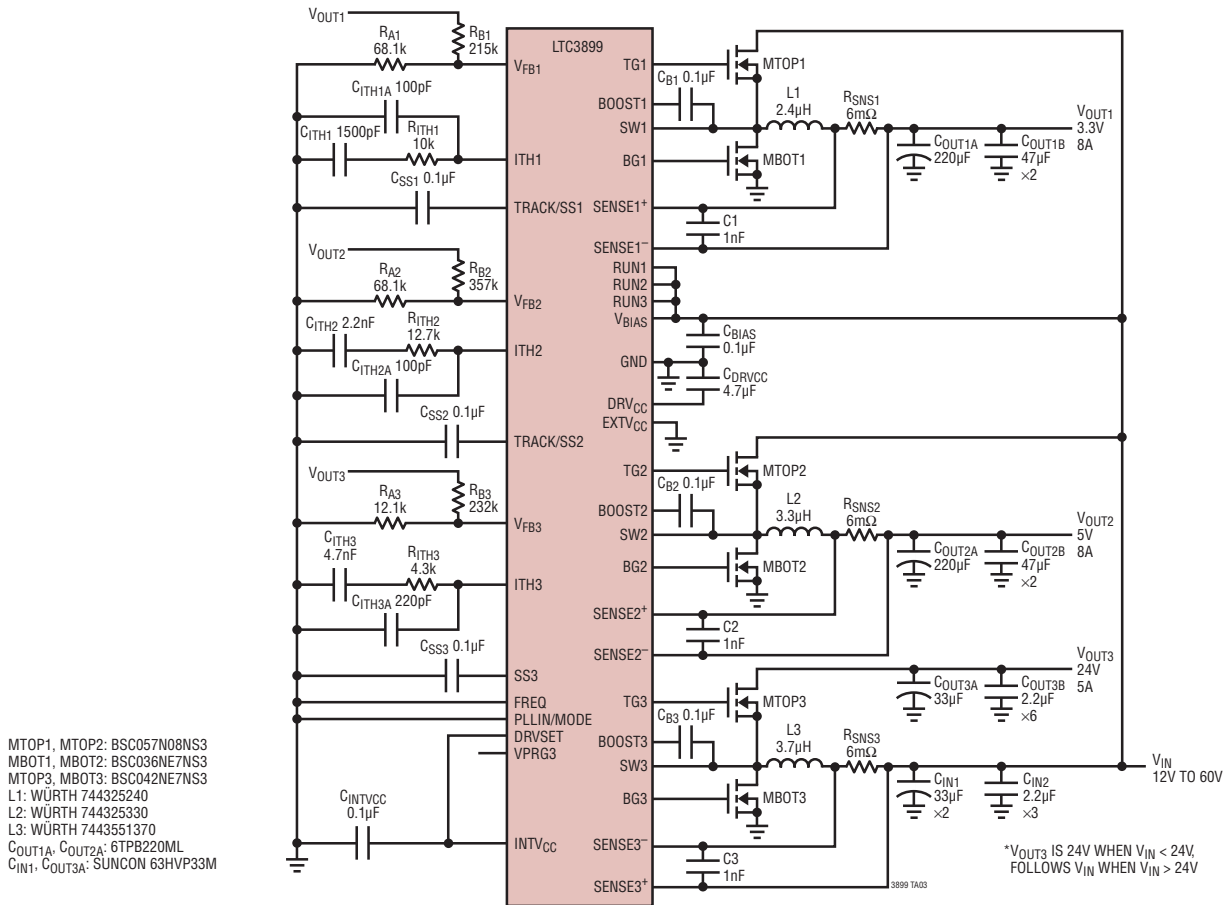 VOUT1
RA1
68.1k
RB1
215k
VFB1
CITH1A 100pF
CITH1 1500pF
RITH1
10k
ITH1
CSS1 0.1µF
TRACK/SS1
VOUT2
RA2
68.1k
RB2
357k
VFB2
CITH2 2.2nF
RITH2
12.7k
ITH2
CITH2A
100pF
CSS2 0.1µF
TRACK/SS2
VOUT3
RA3
12.1k
RB3
232k
VFB3
CITH3
4.7nF
RITH3
4.3k
ITH3
CITH3A 220pF
CSS3 0.1µF
SS3
FREQ
PLLIN/MODE
DRVSET
VPRG3
CINTVCC
0.1µF
INTVCC
LTC3899
TG1
MTOP1
CB1 0.1µF
BOOST1
SW1
L1
2.4µH
RSNS1
6mΩ
VOUT1
3.3V
8A
COUT1A
220µF
COUT1B
47µF
×2
BG1
MBOT1
SENSE1+
C1
1nF
SENSE1–
RUN1
RUN2
RUN3
VBIAS
CBIAS
0.1µF
GND
CDRVCC
4.7µF
DRVCC
EXTVCC
TG2
MTOP2
CB2 0.1µF
BOOST2
SW2
L2
3.3µH
RSNS2
6mΩ
VOUT2
5V
8A
COUT2A
220µF
COUT2B
47µF
×2
BG2
MBOT2
SENSE2+
C2
1nF
SENSE2–
VOUT3
24V
5A
COUT3A
33µF
COUT3B
2.2µF
×6
TG3
MTOP3
CB3 0.1µF
BOOST3
SW3
L3
3.7µH
RSNS3
6mΩ
VIN
12V TO 60V
CIN1
33µF
×2
CIN2
2.2µF
×3
BG3
MBOT3
SENSE3–
C3
1nF
SENSE3+
3899 TA03
*VOUT3 IS 24V WHEN VIN < 24V,
FOLLOWS VIN WHEN VIN > 24V
MTOP1, MTOP2: BSC057N08NS3
MBOT1, MBOT2: BSC036NE7NS3
MTOP3, MBOT3: BSC042NE7NS3
L1: WÜRTH 744325240
L2: WÜRTH 744325330
L3: WÜRTH 7443551370
COUT1A, COUT2A: 6TPB220ML
CIN1, COUT3A: SUNCON 63HVP33M